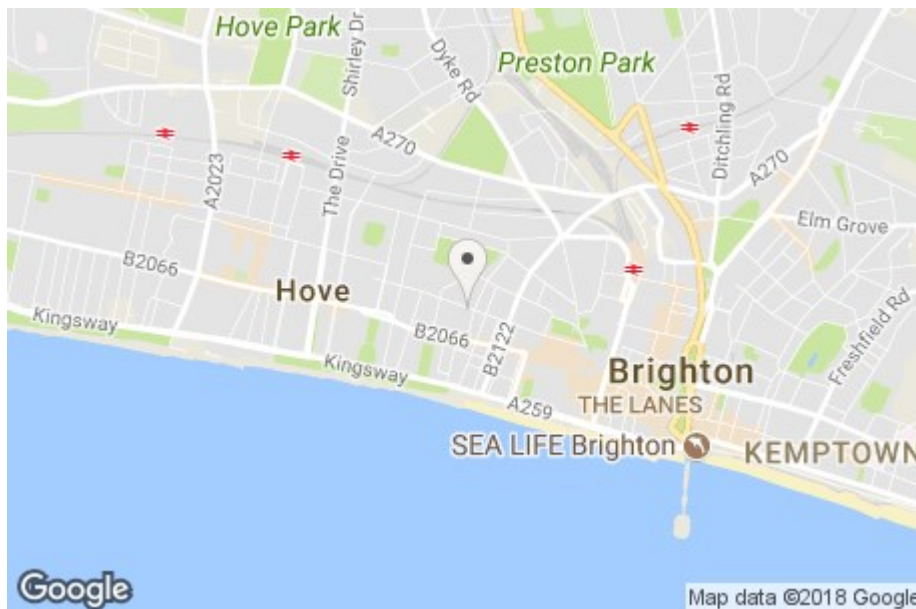 Hove Park
Shirley Dr
Dyke Rd
Preston Park
Ditchling Rd
A270
A270
The Drive
A2023
Elm Grove
B2066
Hove
Freshfield Rd
Kingsway
B2066
B2122
Kingsway
Brighton
A259
THE LANES
SEA LIFE Brighton
KEMPTOWN
Google
Map data ©2018 Google